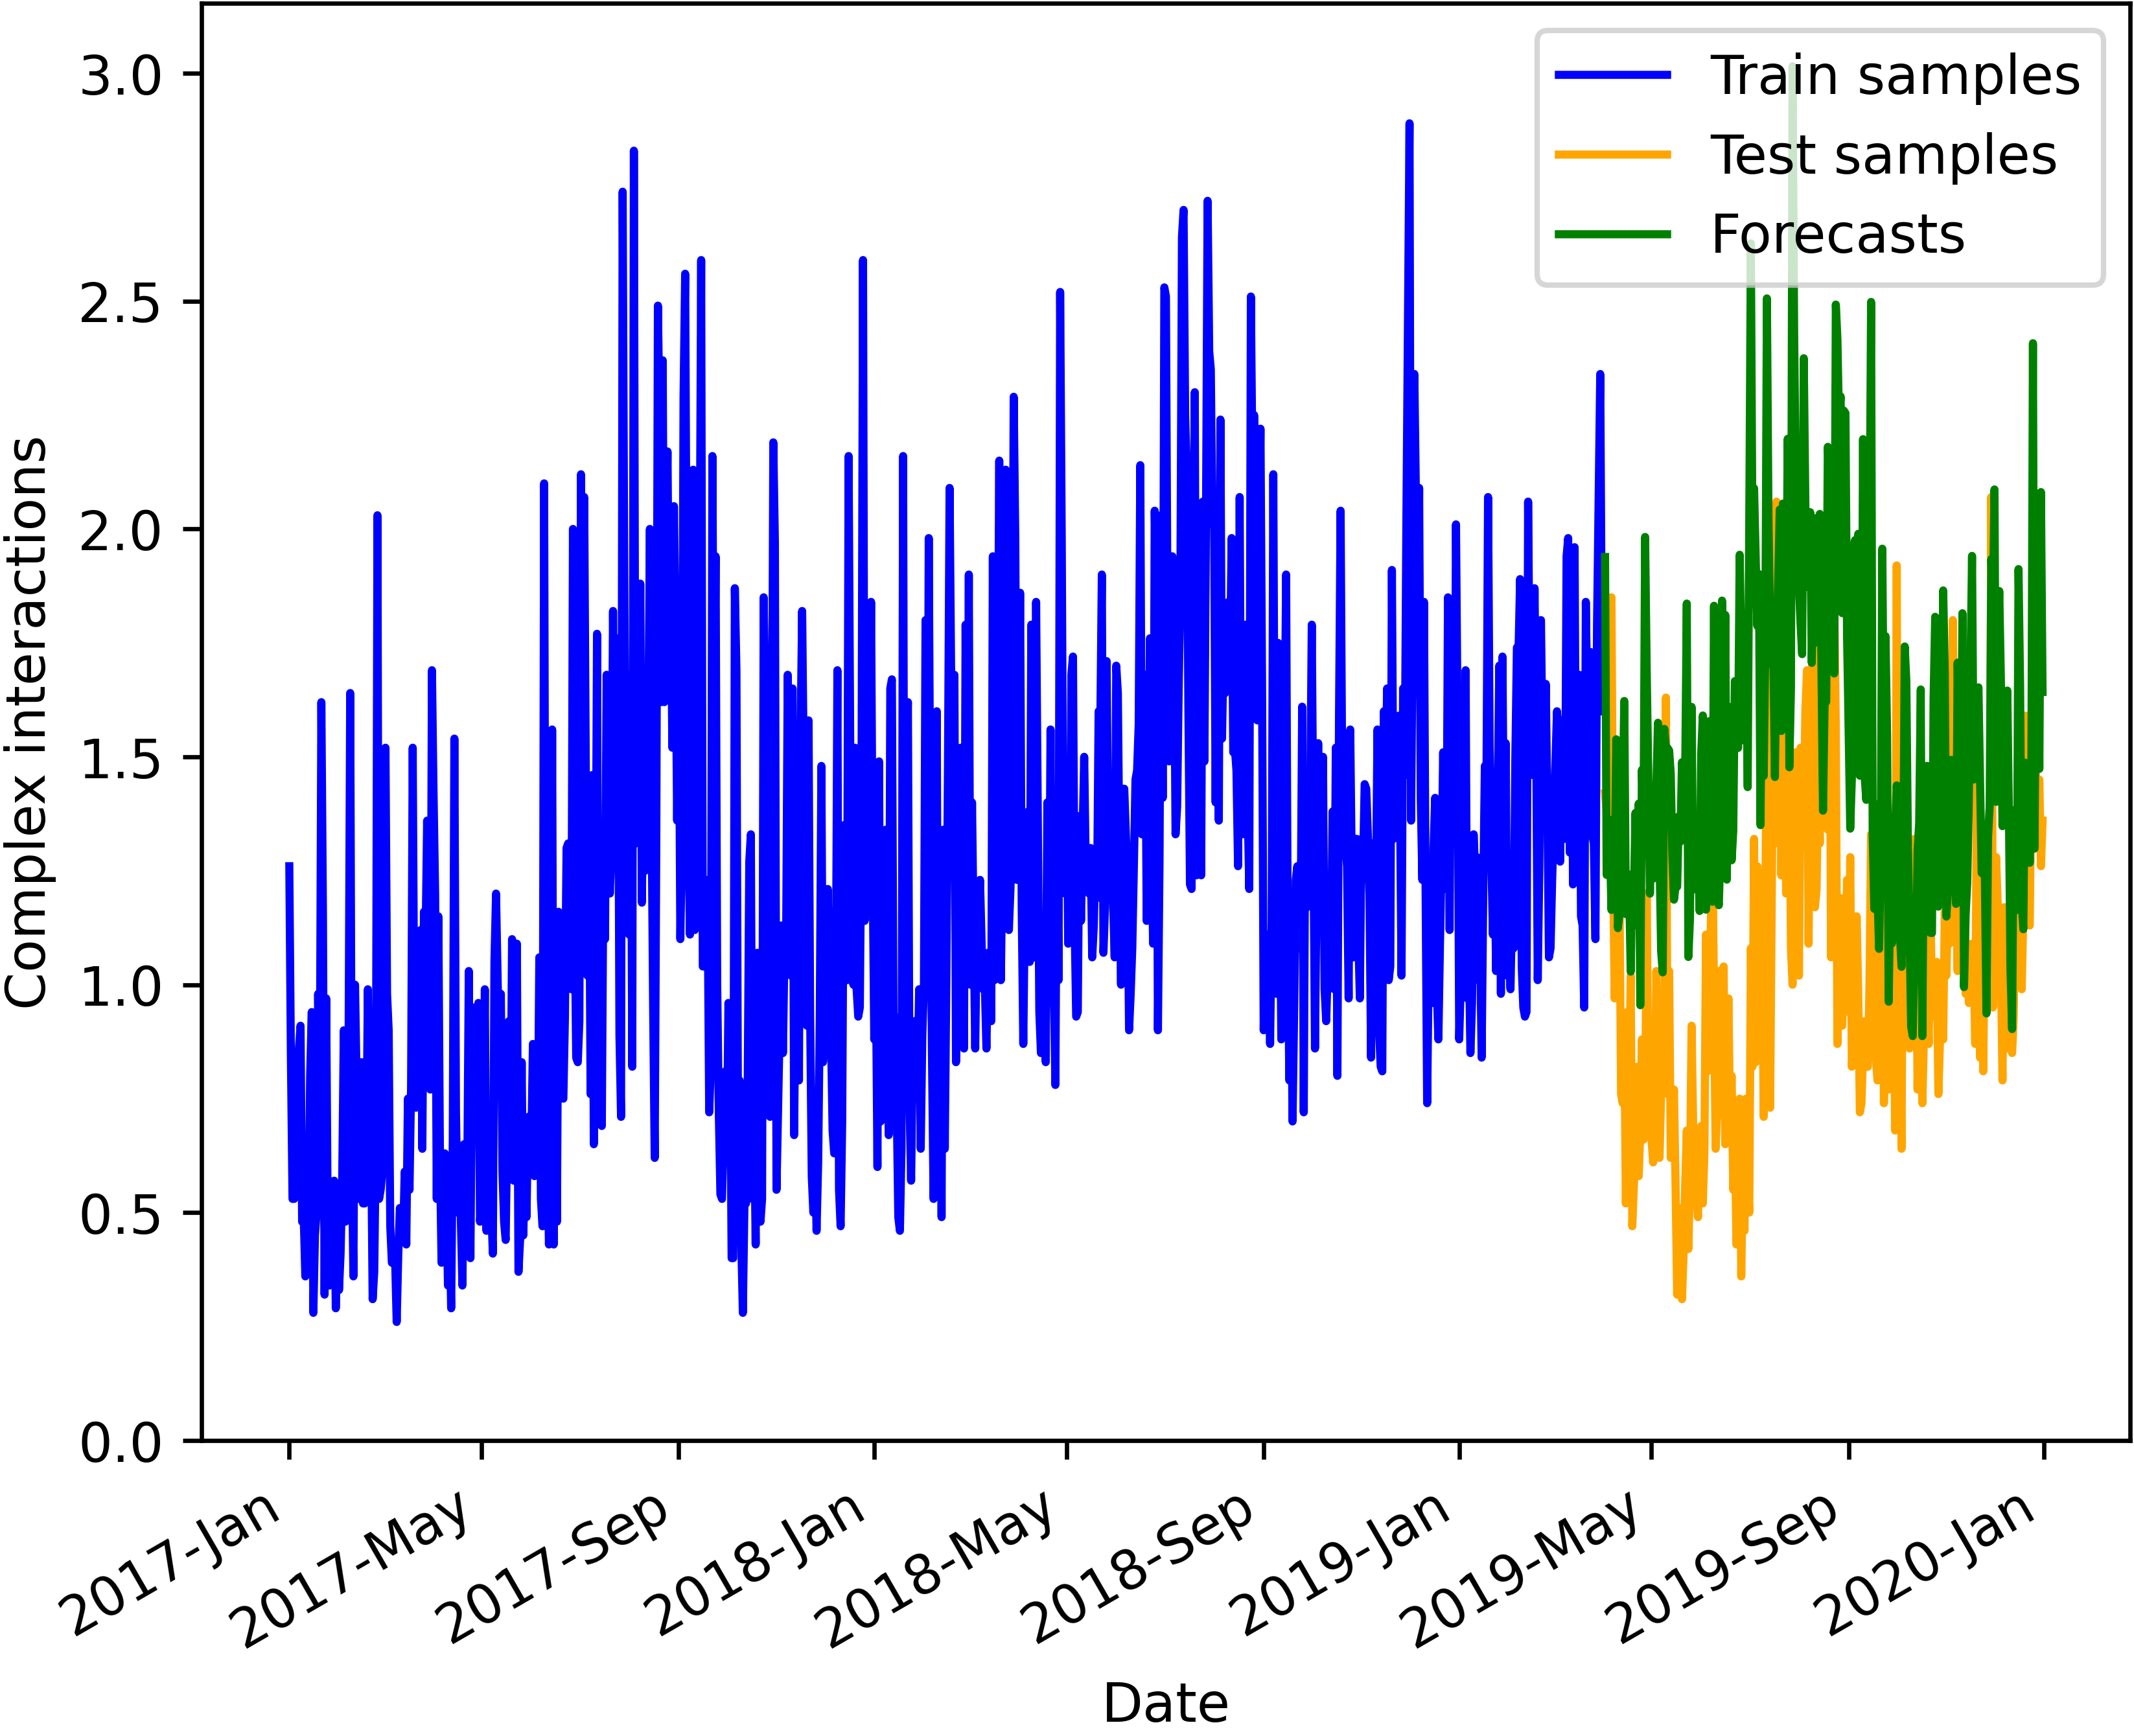 Complex interactions
3.0
2.5
2.0
1.5
1.0
0.5
0.0
Train samples
Test samples
Forecasts
2017-Jan
2017-May
2017-Sep
2018-Jan
2018-May
2018-Sep
2019-Jan
2019-May
2019-Sep
2020-Jan
Date